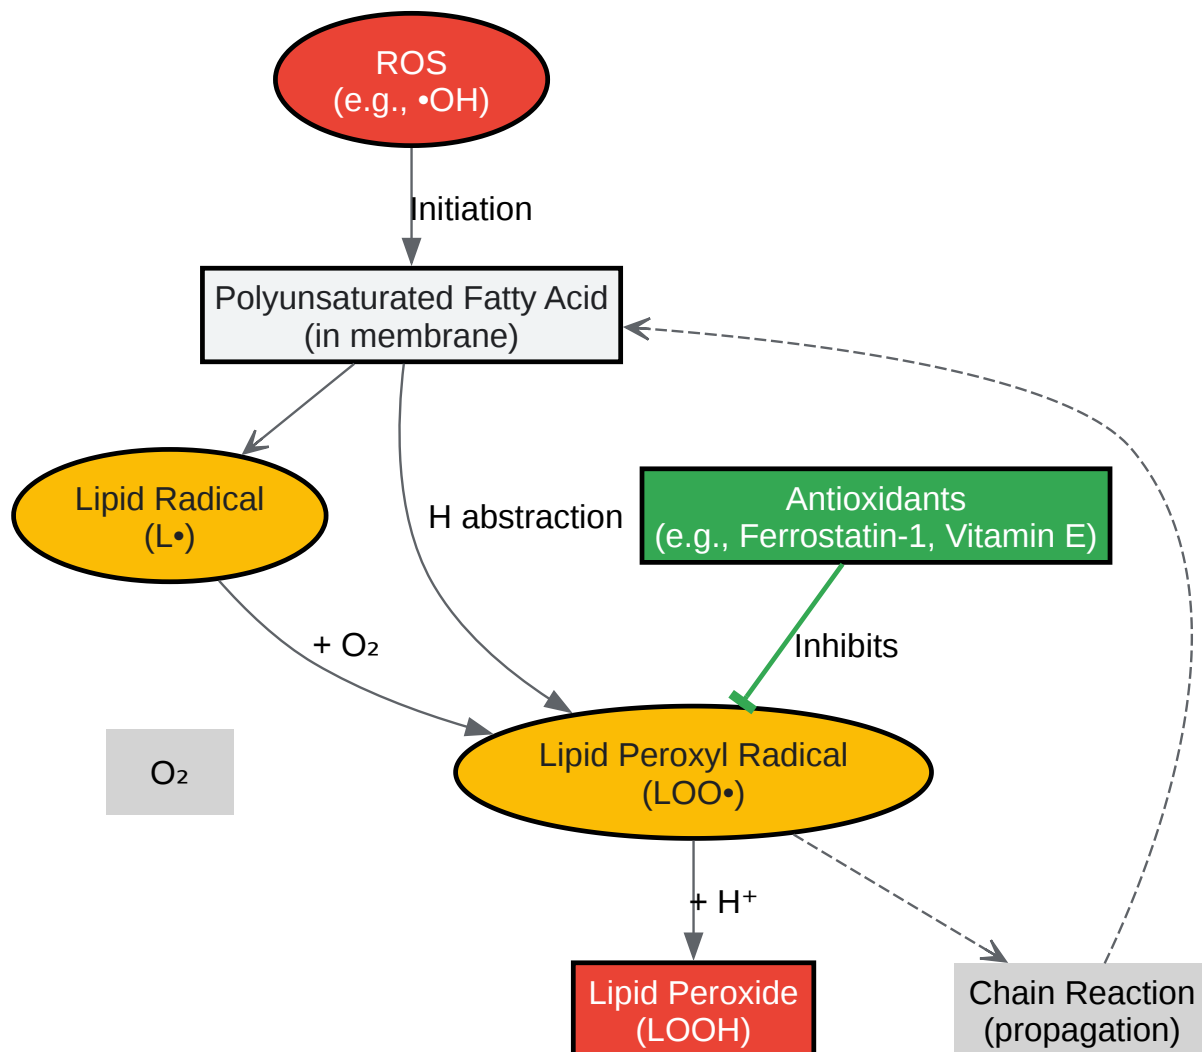 ROS
(e.g., •OH)
Initiation
Polyunsaturated Fatty Acid
(in membrane)
Lipid Radical
(L•)
H abstraction
Antioxidants
(e.g., Ferrostatin-1, Vitamin E)
+ O₂
Inhibits
O₂
Lipid Peroxyl Radical
(LOO•)
+ H⁺
Lipid Peroxide
(LOOH)
Chain Reaction
(propagation)